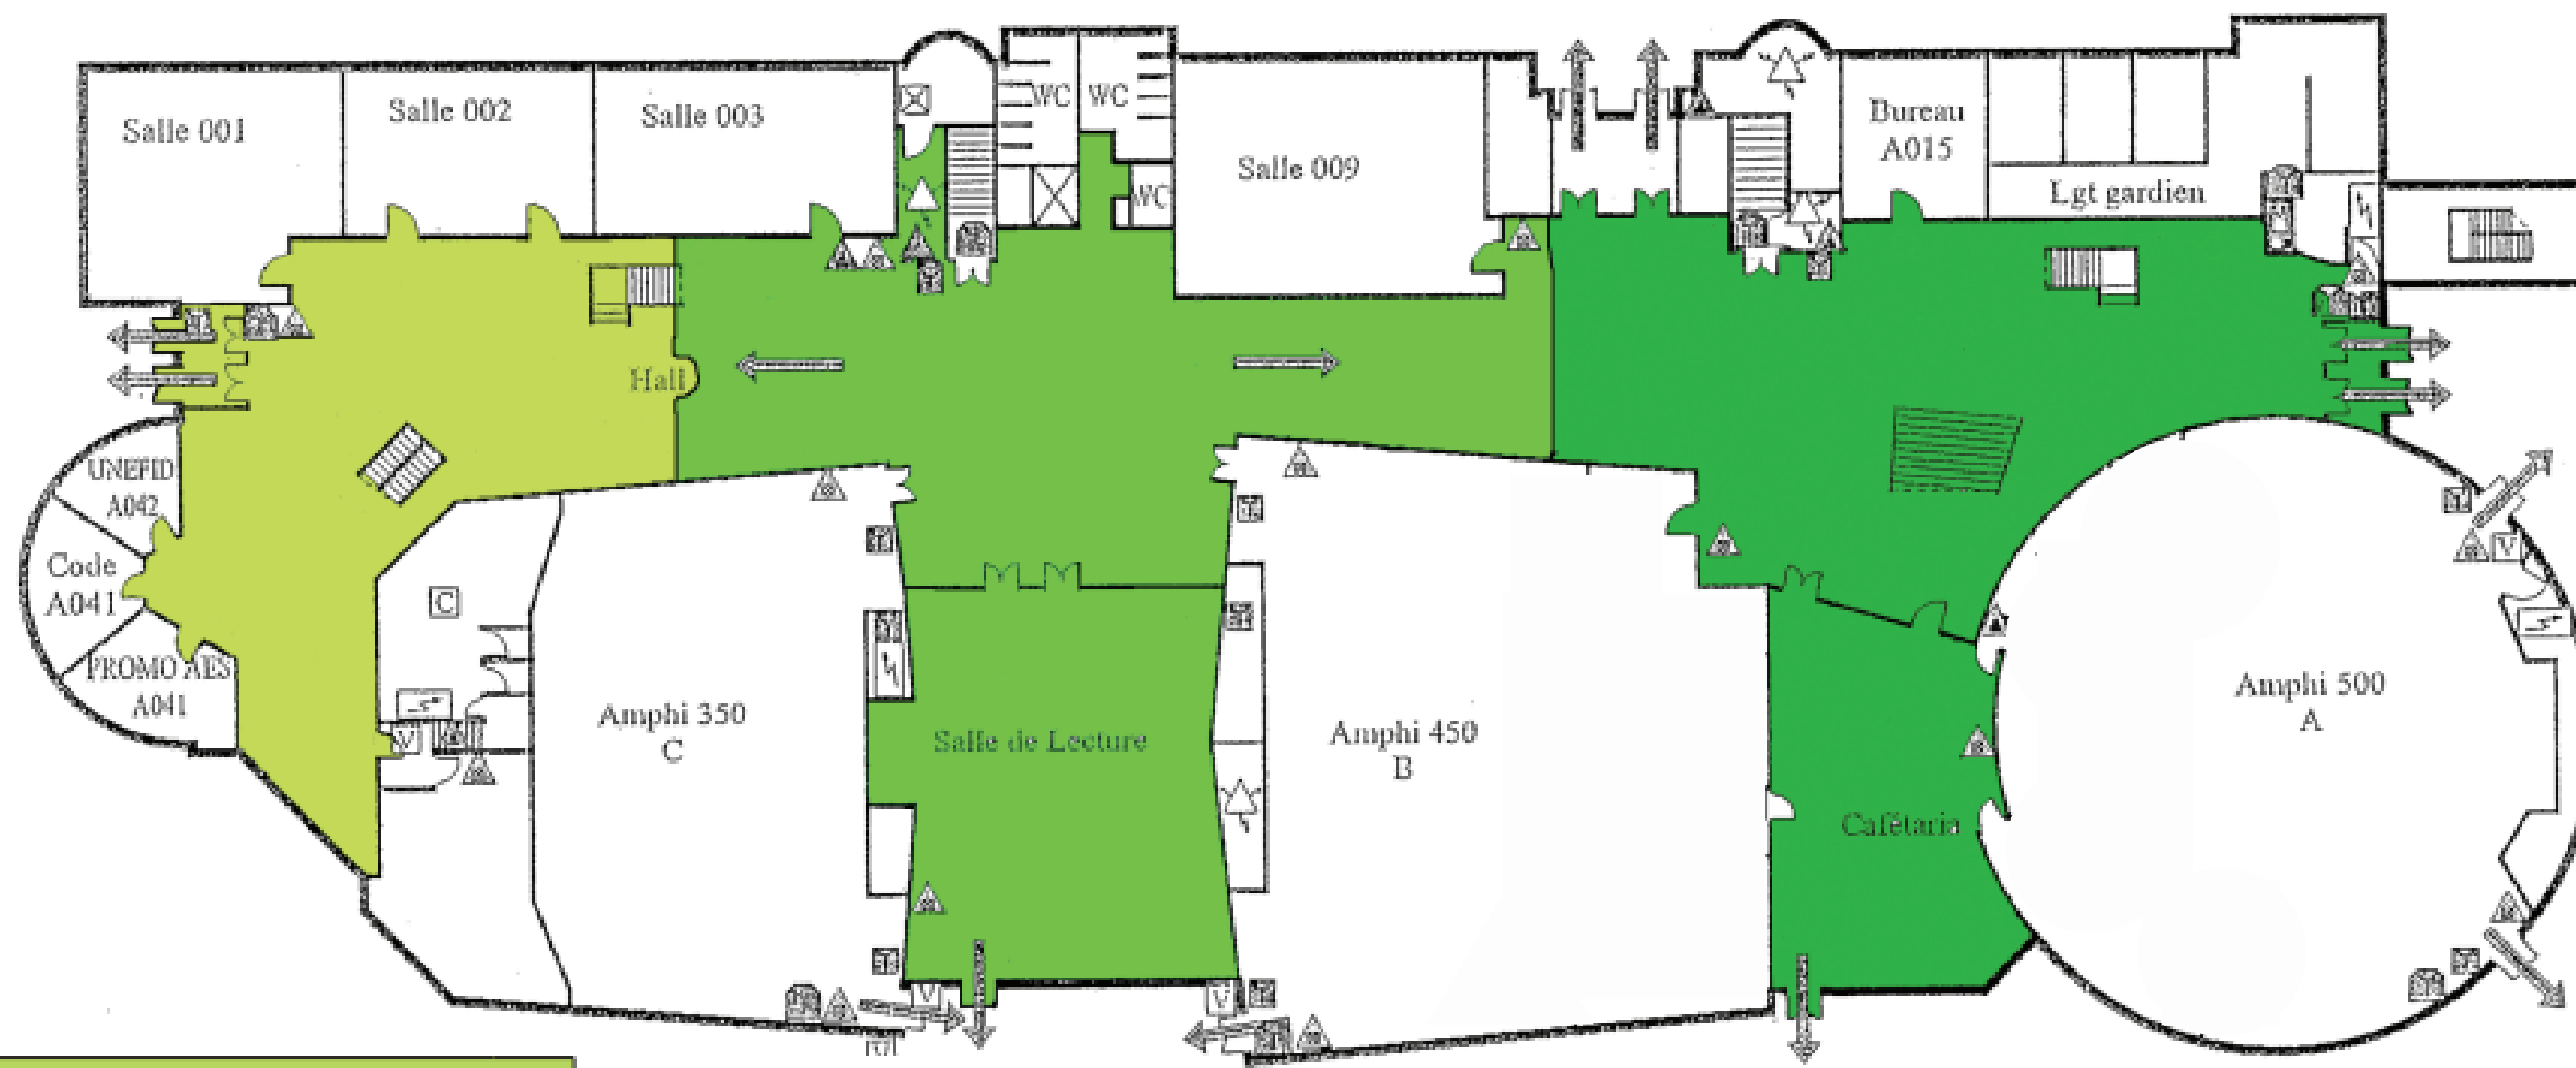 Salle 001
Salle 002
Salle 003
WC
WC
WC
Salle 009
Bureau
A015
Lgt gardien
Hall
UNEFID
A042
Code
A041
PROMO AES
A041
C
V
Amphi 350
C
Salle de Lecture
Amphi 450
B
Cafétaria
Amphi 500
A
V
V
V